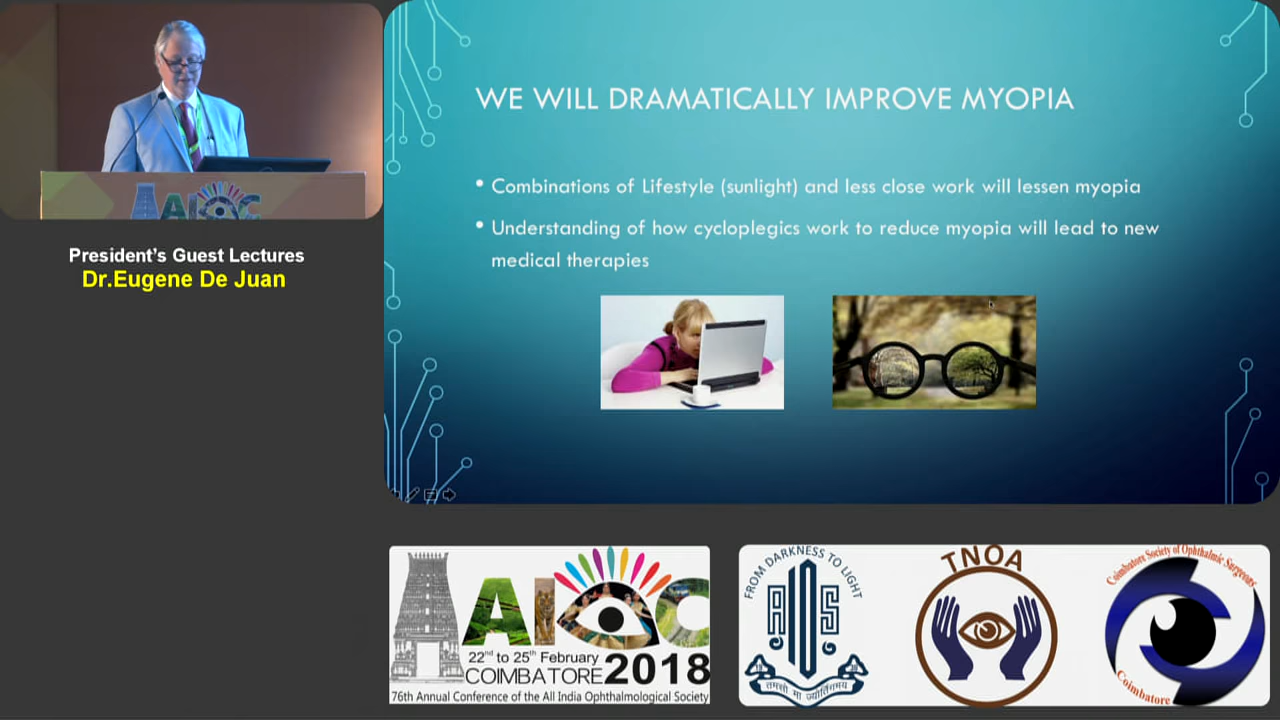 WE WILL DRAMATICALLY IMPROVE MYOPIA
• Combinations of Lifestyle (sunlight) and less close work will lessen myopia
• Understanding of how cycloplegics work to reduce myopia will lead to new
medical therapies
AIOC
President's Guest Lectures
Dr.Eugene De Juan
AIOC
22nd to 25th February
COIMBATORE 2018
76th Annual Conference of the All India Ophthalmological Society
FROM DARKNESS TO LIGHT
AIOS
तमसो मा ज्योतिर्गमय
TNOA
Coimbatore Society of Ophthalmic Surgeons
Coimbatore